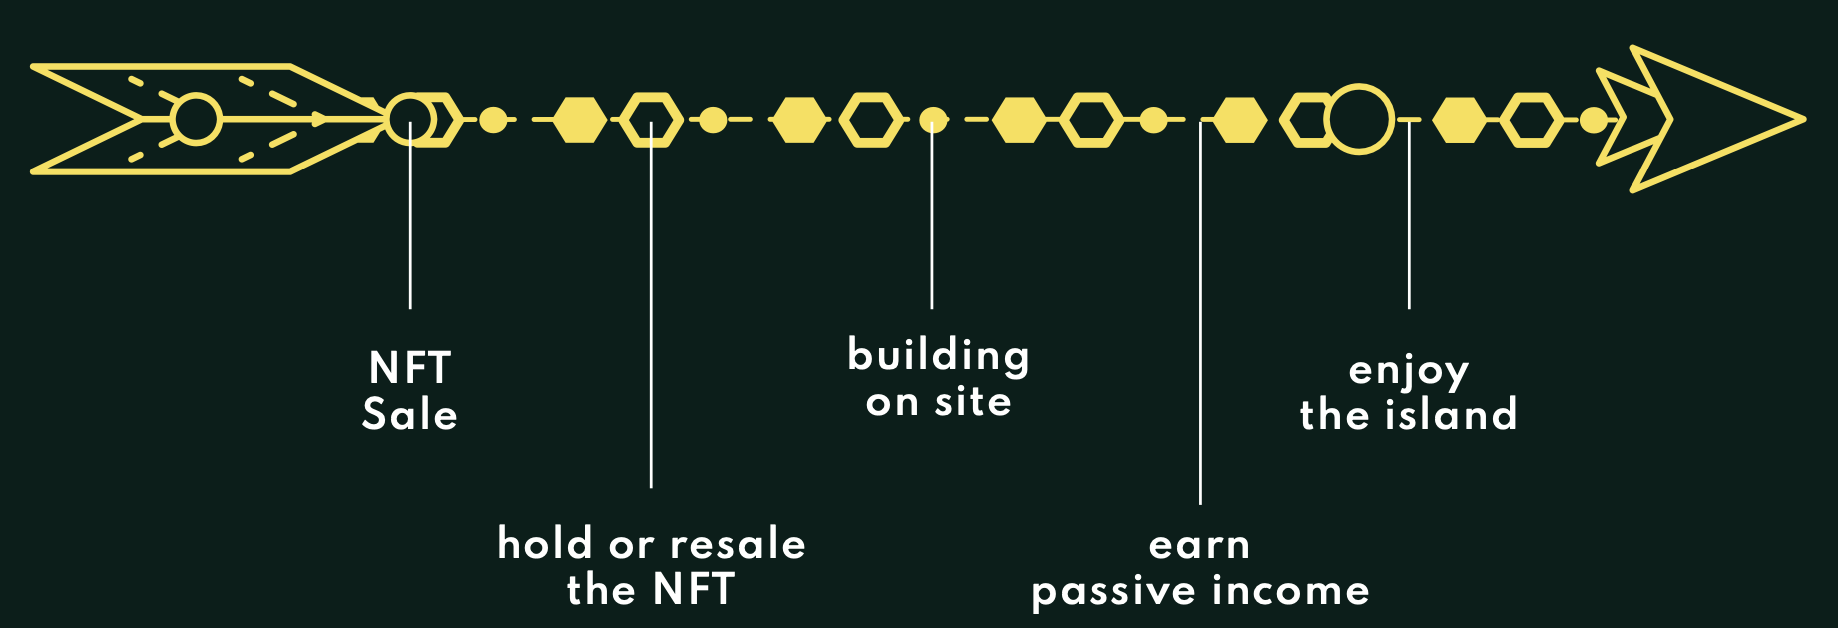 NFT
Sale
hold or resale
the NFT
building
on site
earn
passive income
enjoy
the island